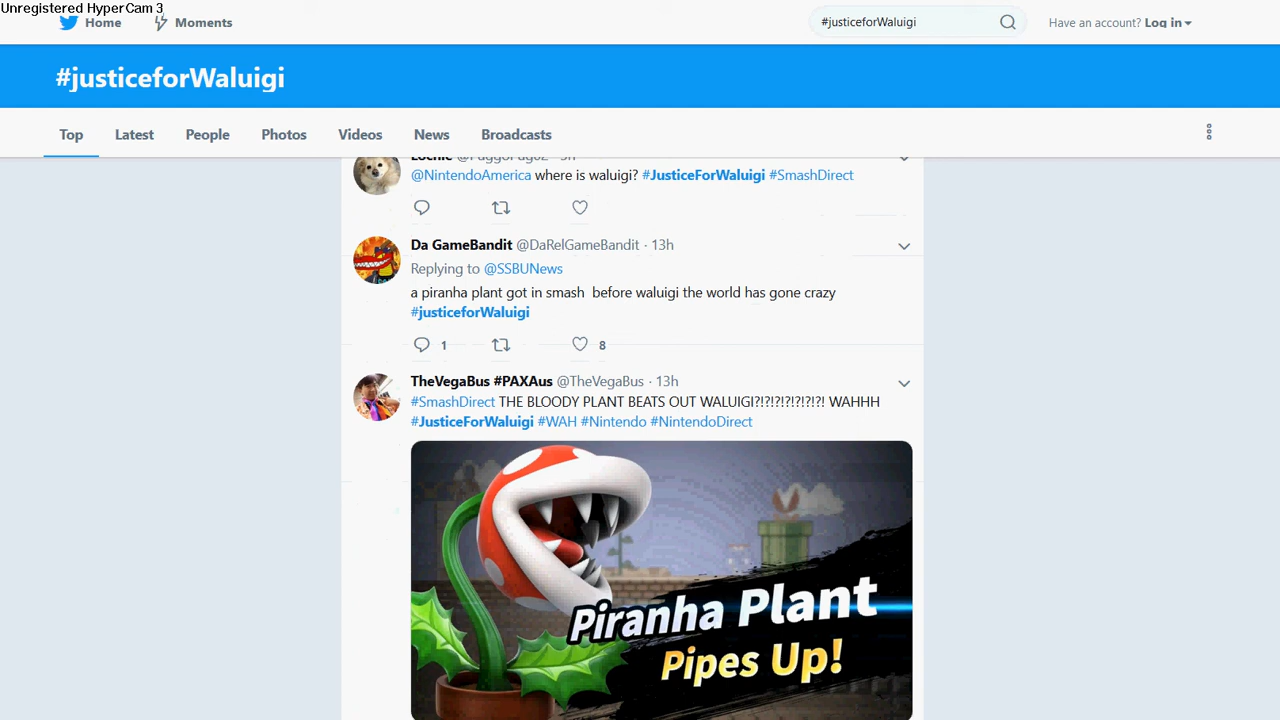 Unregistered HyperCam 3
Home
Moments
#justiceforWaluigi
Have an account? Log in
#justiceforWaluigi
Top
Latest
People
Photos
Videos
News
Broadcasts
@NintendoAmerica where is waluigi? #JusticeForWaluigi #SmashDirect
Da GameBandit @DaRelGameBandit · 13h
Replying to @SSBUNews
a piranha plant got in smash before waluigi the world has gone crazy
#justiceforWaluigi
1
8
TheVegaBus #PAXAus @TheVegaBus · 13h
#SmashDirect THE BLOODY PLANT BEATS OUT WALUIGI?!?!?!?!?!?! WAHHH
#JusticeForWaluigi #WAH #Nintendo #NintendoDirect
Piranha Plant
Pipes Up!